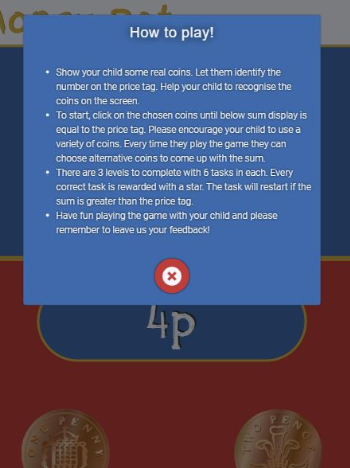 Money Pot
How to play!
• Show your child some real coins. Let them identify the
number on the price tag. Help your child to recognise the
coins on the screen.
• To start, click on the chosen coins until below sum display is
equal to the price tag. Please encourage your child to use a
variety of coins. Every time they play the game they can
choose alternative coins to come up with the sum.
• There are 3 levels to complete with 6 tasks in each. Every
correct task is rewarded with a star. The task will restart if the
sum is greater than the price tag.
• Have fun playing the game with your child and please
remember to leave us your feedback!
4p
ONE PENNY
TWO PENCE